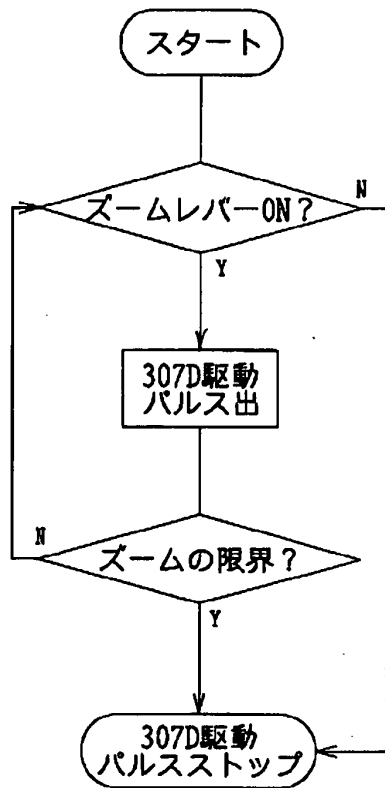 スタート
ズームレバーON?
N
Y
307D駆動
パルス出
N
ズームの限界?
Y
307D駆動
パルスストップ